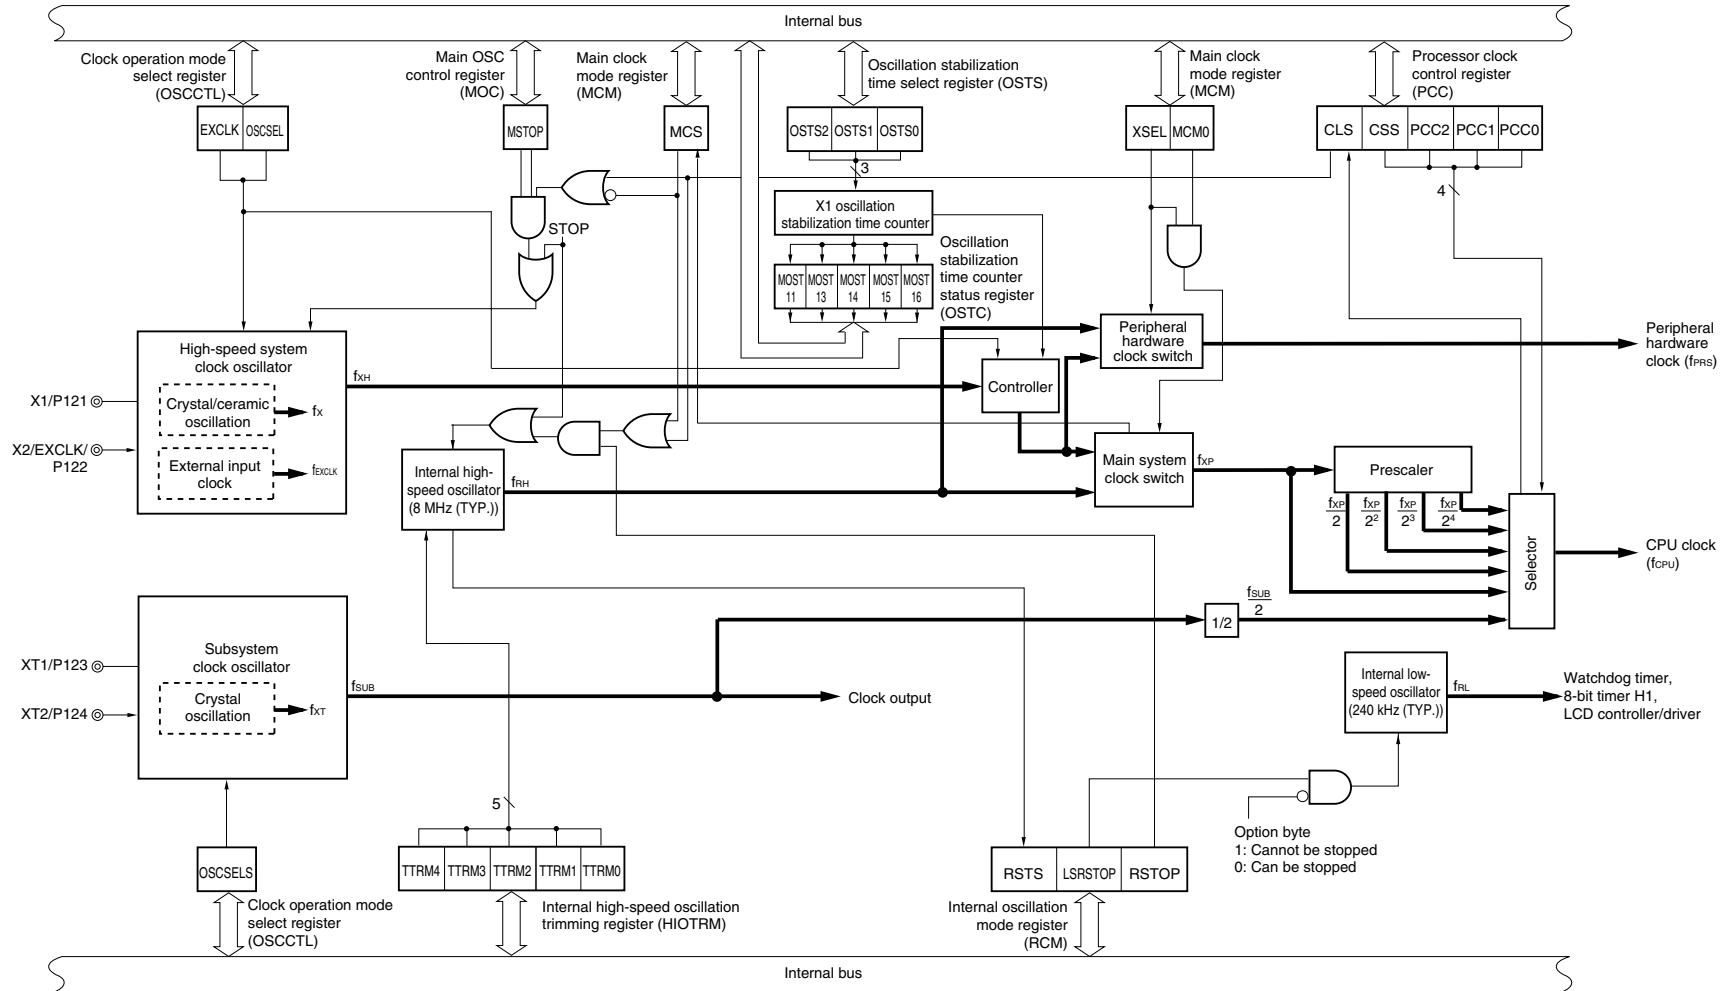 Internal bus
Clock operation mode
select register
(OSCCTL)
Main OSC
control register
(MOC)
Main clock
mode register
(MCM)
Oscillation stabilization
time select register (OSTS)
Main clock
mode register
(MCM)
Processor clock
control register
(PCC)
EXCLK OSCSEL
MSTOP
MCS
OSTS2 OSTS1 OSTS0
XSEL MCM0
CLS CSS PCC2 PCC1 PCC0
3
4
X1 oscillation
stabilization time counter
STOP
Oscillation
stabilization
time counter
status register
(OSTC)
MOST
11
MOST
13
MOST
14
MOST
15
MOST
16
High-speed system
clock oscillator
Crystal/ceramic
oscillation
fX
External input
clock
fEXCLK
X1/P121
X2/EXCLK/
P122
fXH
Controller
Peripheral
hardware
clock switch
Peripheral
hardware
clock (fPRS)
Internal high-
speed oscillator
(8 MHz (TYP.))
fRH
Main system
clock switch
fXP
Prescaler
fXP
2
fXP
2²
fXP
2³
fXP
2⁴
Selector
CPU clock
(fCPU)
fSUB
2
1/2
Subsystem
clock oscillator
Crystal
oscillation
fXT
XT1/P123
XT2/P124
fSUB
Clock output
Internal low-
speed oscillator
(240 kHz (TYP.))
fRL
Watchdog timer,
8-bit timer H1,
LCD controller/driver
5
Option byte
1: Cannot be stopped
0: Can be stopped
OSCSELS
TTRM4 TTRM3 TTRM2 TTRM1 TTRM0
RSTS LSRSTOP RSTOP
Clock operation mode
select register
(OSCCTL)
Internal high-speed oscillation
trimming register (HIOTRM)
Internal oscillation
mode register
(RCM)
Internal bus